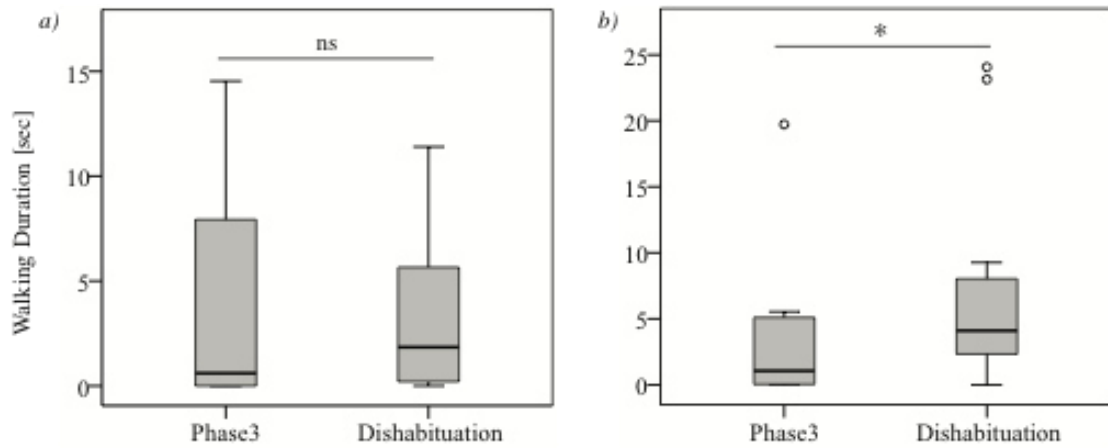 a)
ns
Walking Duration [sec]
15
10
5
0
Phase3 Dishabituation
b)
*
25
20
15
10
5
0
Phase3 Dishabituation